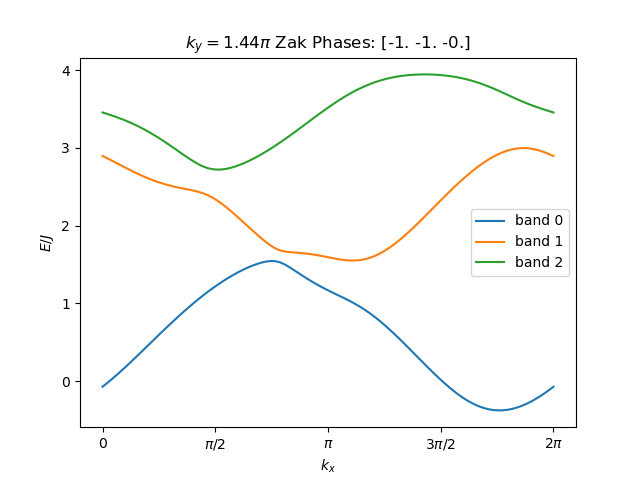 $k_y = 1.44\pi$ Zak Phases: [-1. -1. -0.]
4
3
2
1
0
E/J
band 0
band 1
band 2
0
π/2
π
3π/2
2π
$k_x$